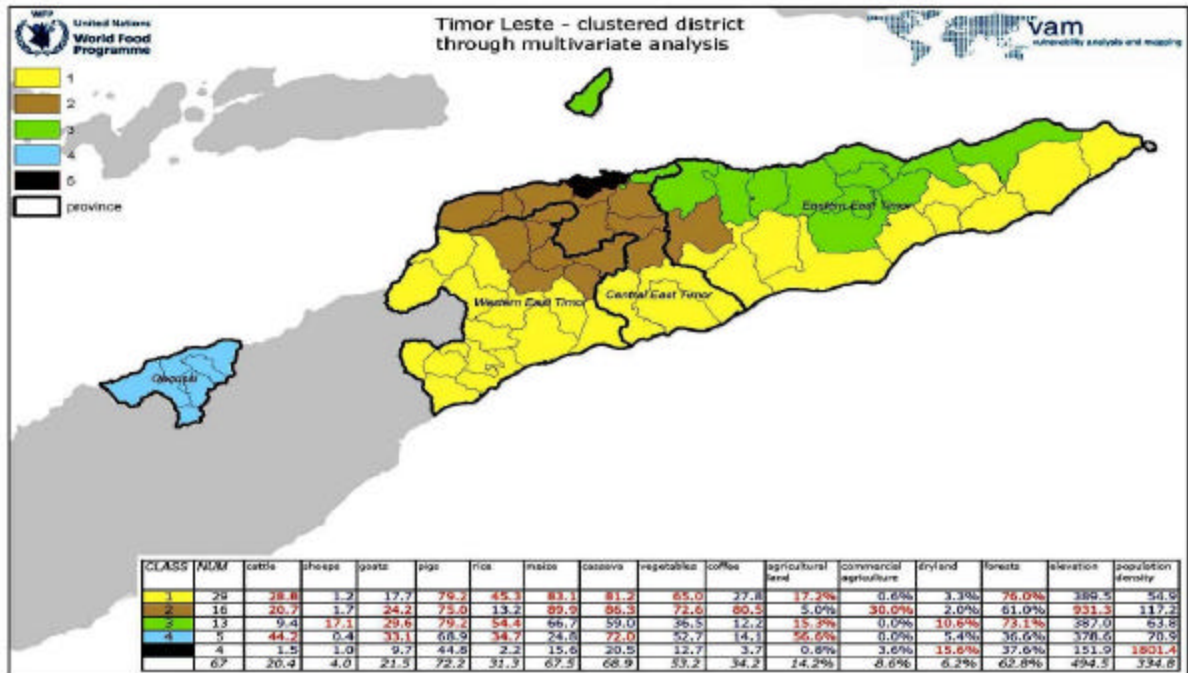 WFP
United Nations
World Food
Programme
Timor Leste - clustered district
through multivariate analysis
vam
vulnerability analysis and mapping
1
2
3
4
5
province
Eastern East Timor
Western East Timor
Central East Timor
CLASS NUM cattle sheeps goats pigs rice maize cassava vegetables coffee agricultural land commercial agriculture dryland forests elevation population density
1 29 28.8 1.2 17.7 79.2 45.3 83.1 81.2 65.0 27.8 17.2% 0.6% 3.3% 76.0% 389.5 54.9
2 16 20.7 1.7 24.2 75.0 13.2 89.9 86.3 72.6 80.5 5.0% 30.0% 2.0% 61.0% 931.3 117.2
3 13 9.4 17.1 29.6 79.2 54.4 66.7 59.0 36.5 12.2 15.3% 0.0% 10.6% 73.1% 387.0 63.8
4 5 44.2 0.4 33.1 68.9 34.7 24.8 72.0 52.7 14.1 56.6% 0.0% 5.4% 36.6% 378.6 70.9
4 1.5 1.0 9.7 44.8 2.2 15.6 20.5 12.7 3.7 0.8% 3.6% 15.6% 37.6% 151.9 1801.4
67 20.4 4.0 21.5 72.2 31.3 67.5 68.9 53.2 34.2 14.2% 8.6% 6.2% 62.8% 494.5 334.8